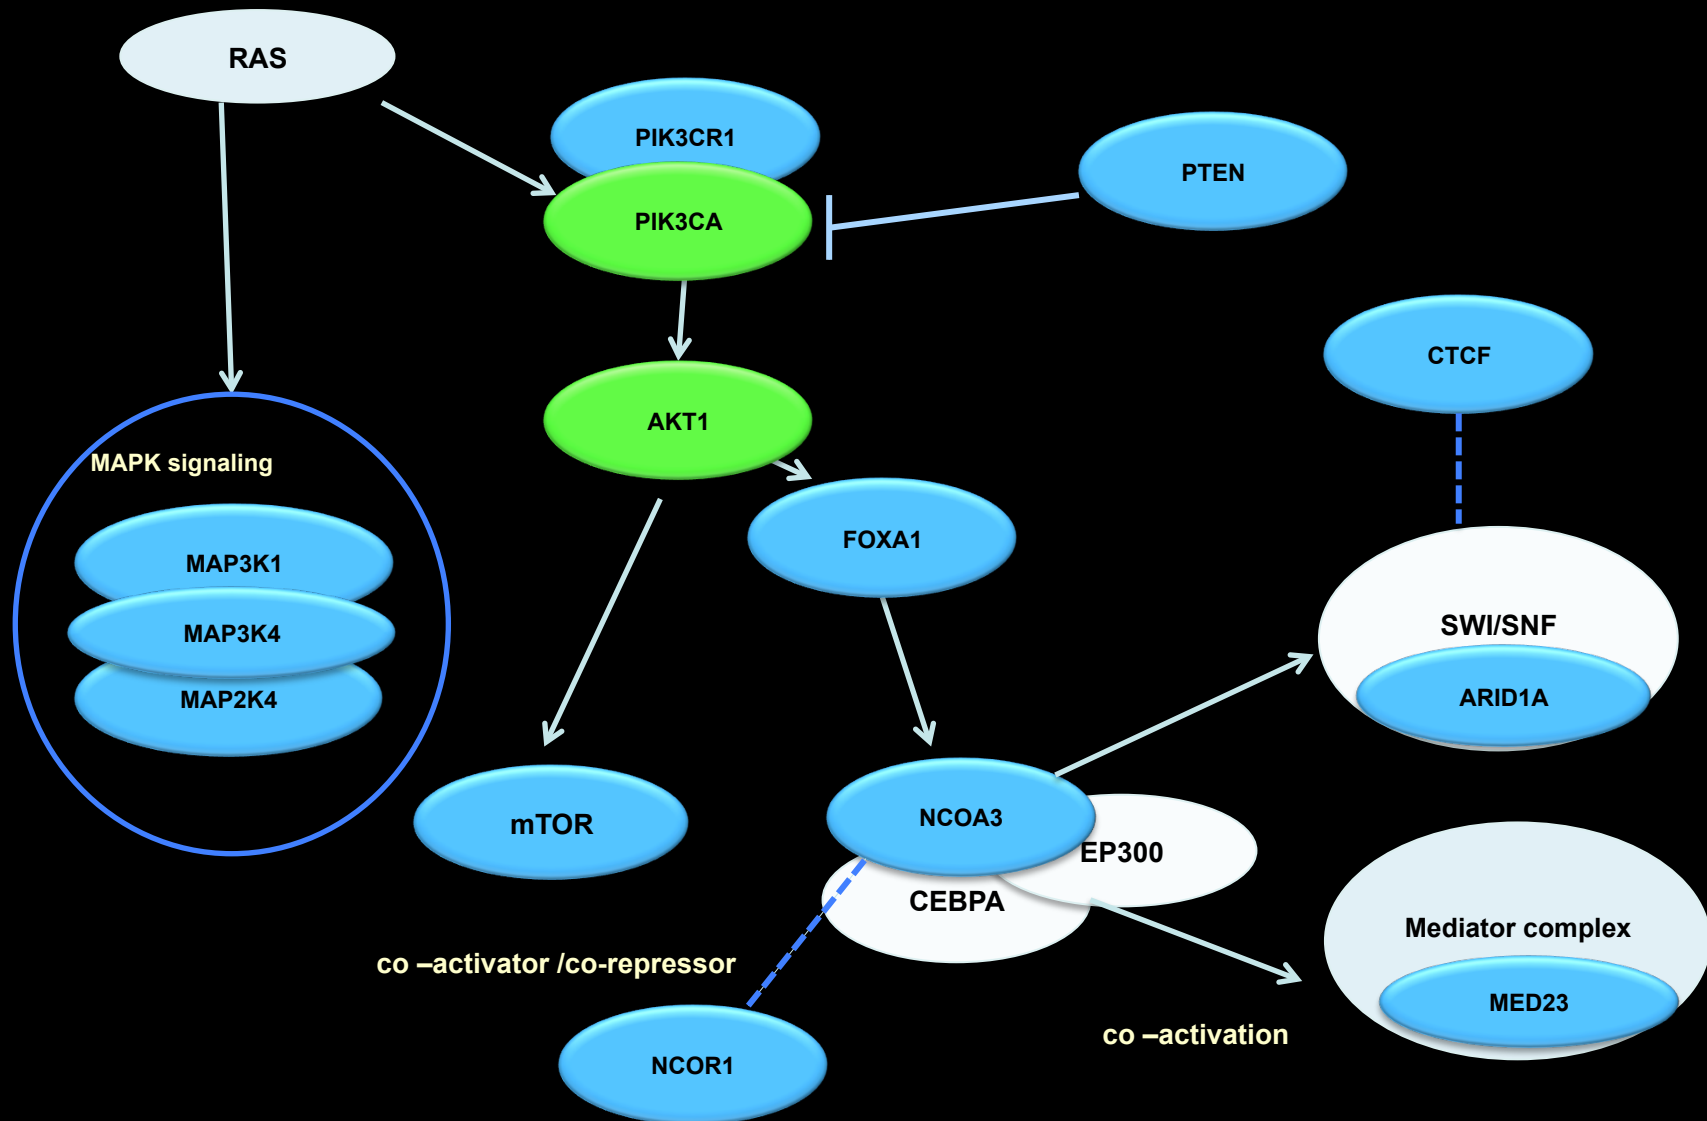 RAS
PIK3CR1
PIK3CA
PTEN
CTCF
AKT1
MAPK signaling
FOXA1
MAP3K1
MAP3K4
MAP2K4
SWI/SNF
ARID1A
mTOR
NCOA3
EP300
CEBPA
Mediator complex
co –activator /co-repressor
MED23
co –activation
NCOR1